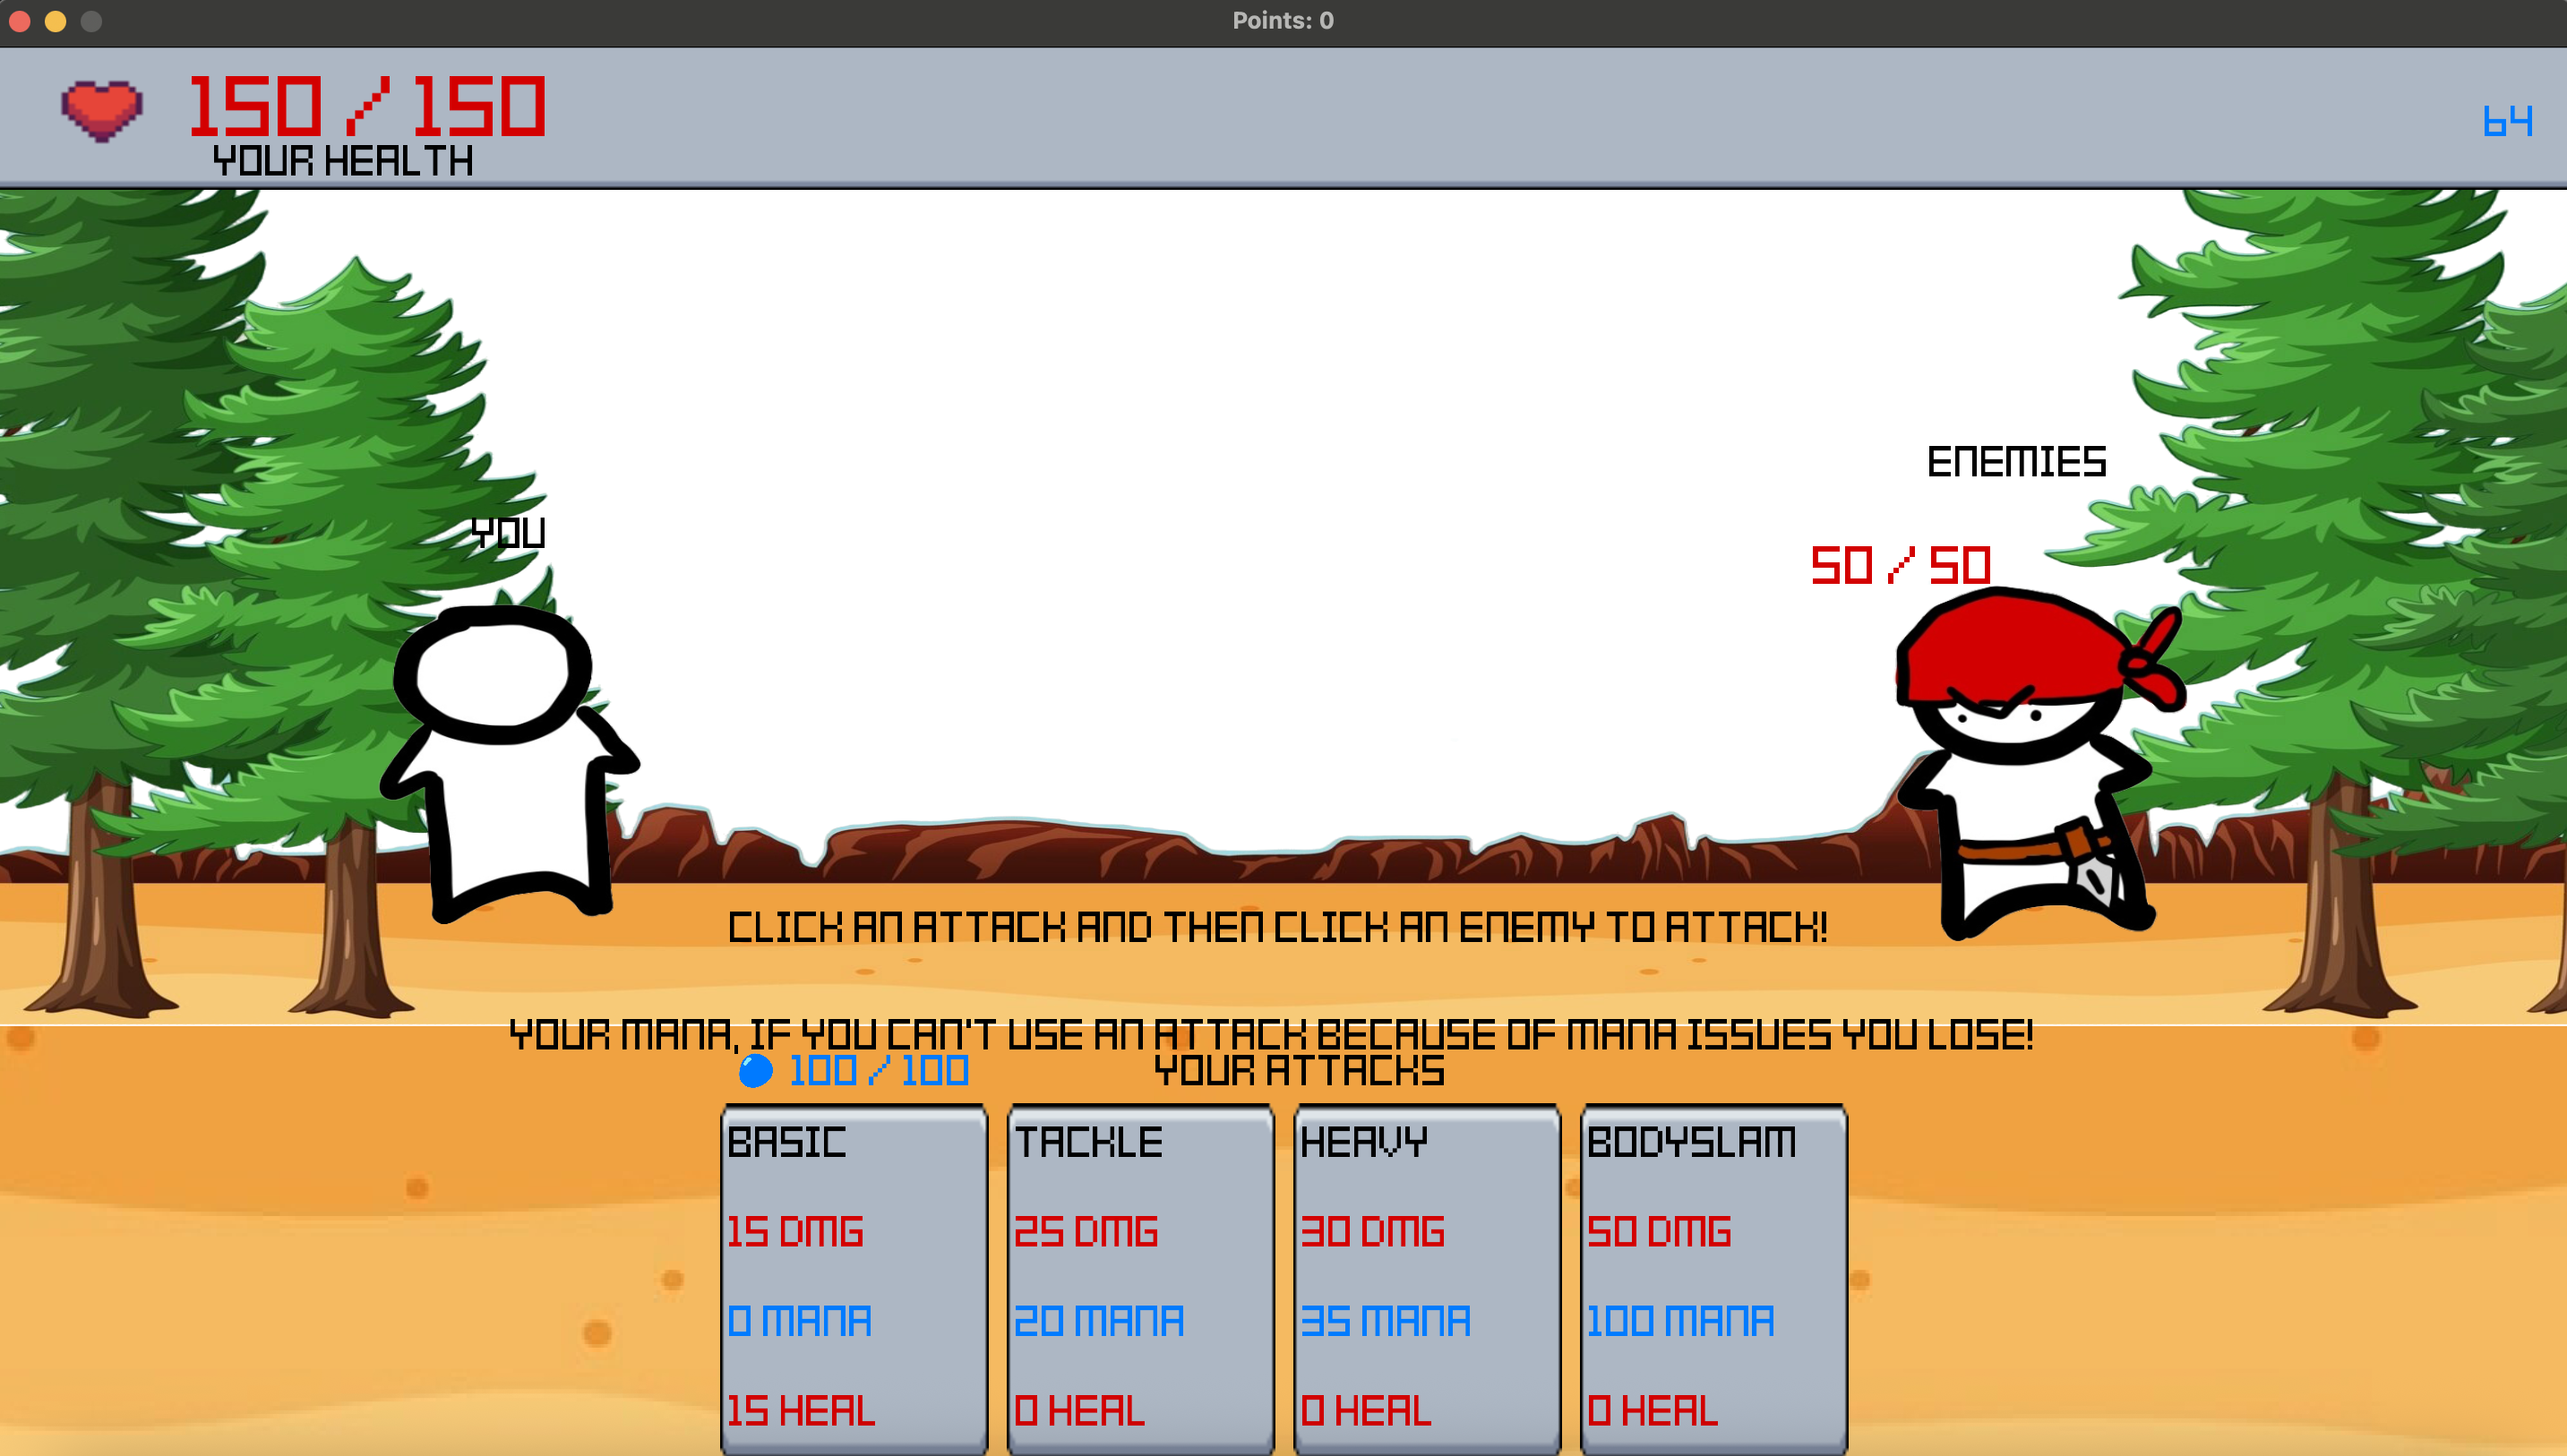 Points: 0
150 / 150
64
YOUR HEALTH
ENEMIES
YOU
50 / 50
CLICK AN ATTACK AND THEN CLICK AN ENEMY TO ATTACK!
YOUR MANA, IF YOU CAN'T USE AN ATTACK BECAUSE OF MANA ISSUES YOU LOSE!
100 / 100
YOUR ATTACKS
BASIC
15 DMG
0 MANA
15 HEAL
TACKLE
25 DMG
20 MANA
0 HEAL
HEAVY
30 DMG
35 MANA
0 HEAL
BODYSLAM
50 DMG
100 MANA
0 HEAL